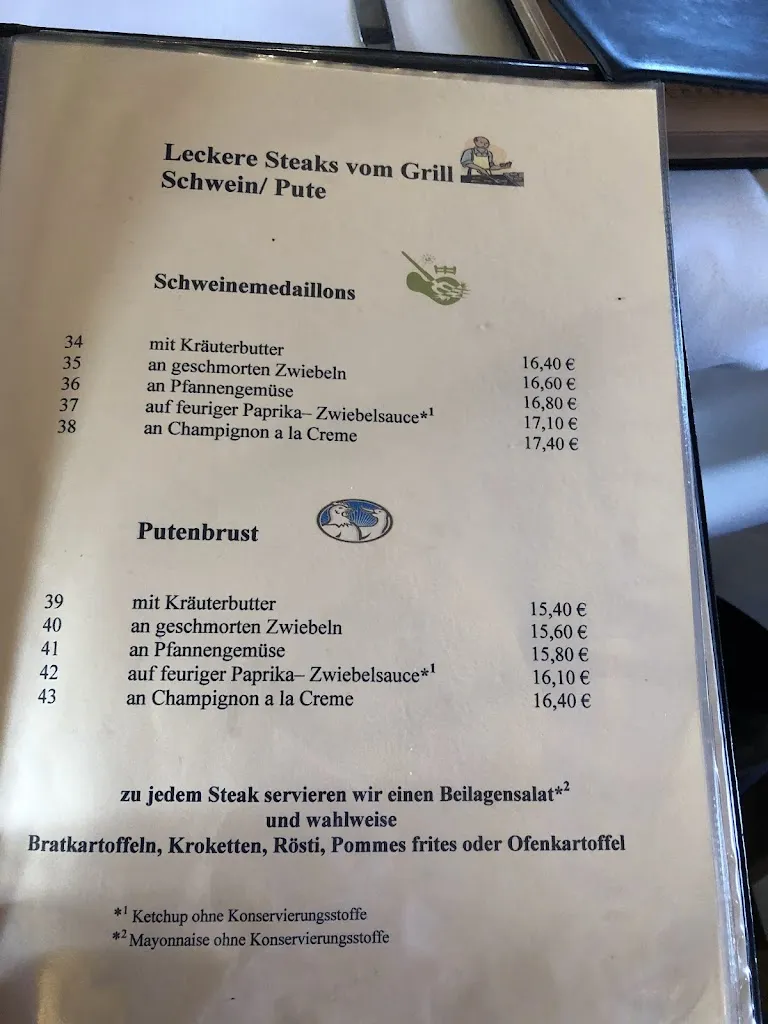 Leckere Steaks vom Grill
Schwein/ Pute
Schweinemedaillons
34 mit Kräuterbutter 16,40 €
35 an geschmorten Zwiebeln 16,60 €
36 an Pfannengemüse 16,80 €
37 auf feuriger Paprika– Zwiebelsauce*1 17,10 €
38 an Champignon a la Creme 17,40 €
Putenbrust
39 mit Kräuterbutter 15,40 €
40 an geschmorten Zwiebeln 15,60 €
41 an Pfannengemüse 15,80 €
42 auf feuriger Paprika– Zwiebelsauce*1 16,10 €
43 an Champignon a la Creme 16,40 €
zu jedem Steak servieren wir einen Beilagensalat*2
und wahlweise
Bratkartoffeln, Kroketten, Rösti, Pommes frites oder Ofenkartoffel
*1 Ketchup ohne Konservierungsstoffe
*2 Mayonnaise ohne Konservierungsstoffe